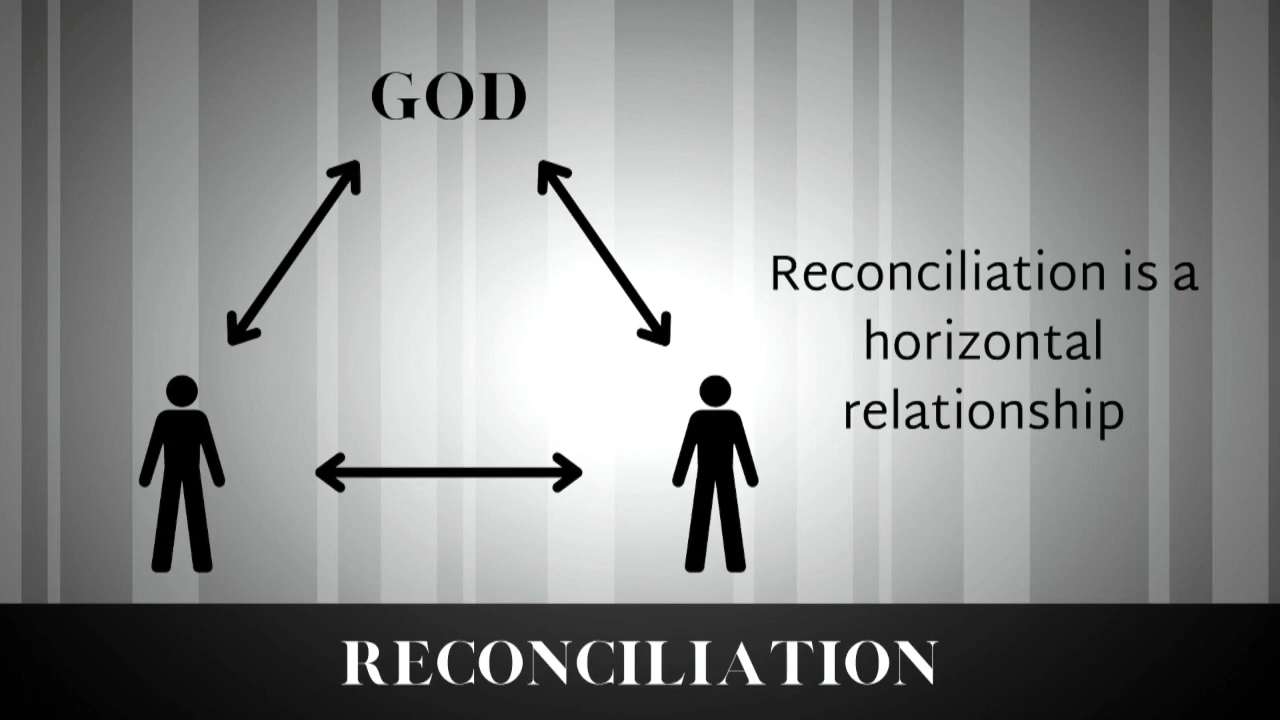 GOD
Reconciliation is a
horizontal
relationship
RECONCILIATION